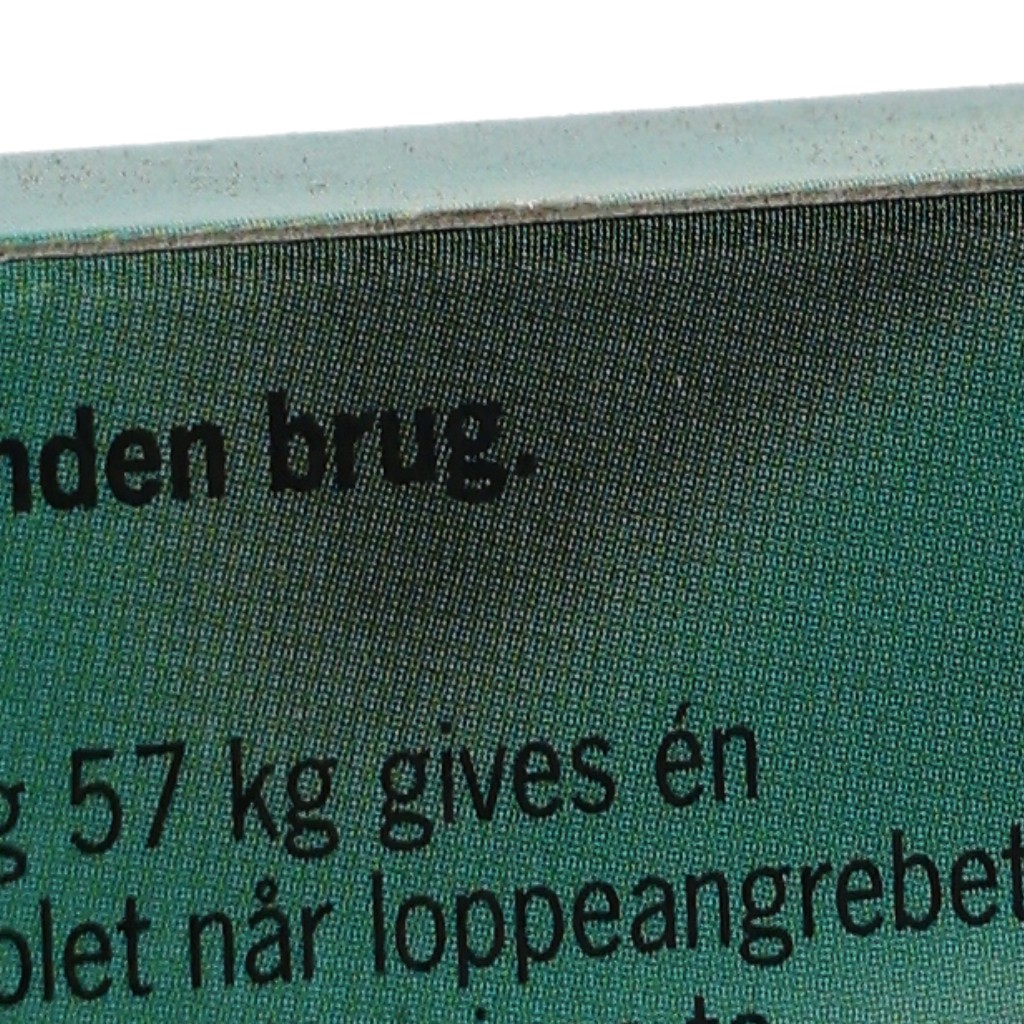 nden brug.
g 57 kg gives én
blet når loppeangrebet